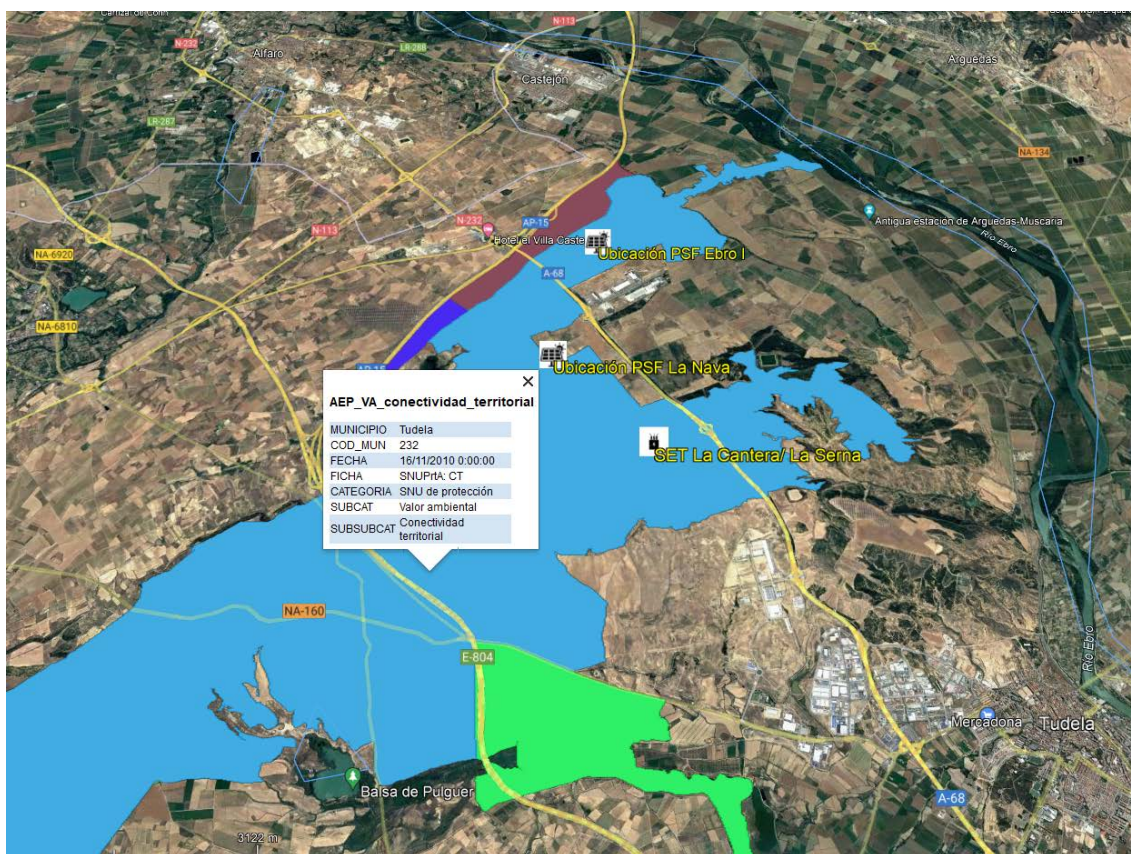 N-113
N-232
LR-288
Alfaro
Castejón
Arguedas
LR-287
NA-134
N-232
AP-15
Antigua estación de Arguedas-Muscaria
N-113
Hotel el Villa Caste
Río Ebro
NA-6920
Ubicación PSF Ebro I
A-68
NA-6810
AP-15
Ubicación PSF La Nava
AEP_VA_conectividad_territorial
MUNICIPIO Tudela
COD_MUN 232
FECHA 16/11/2010 0:00:00
FICHA SNUPrtA: CT
CATEGORIA SNU de protección
SUBCAT Valor ambiental
SUBSUBCAT Conectividad
territorial
SET La Cantera/ La Serna
NA-160
E-804
Río Ebro
Mercadona
Tudela
Balsa de Pulguer
A-68
3122 m